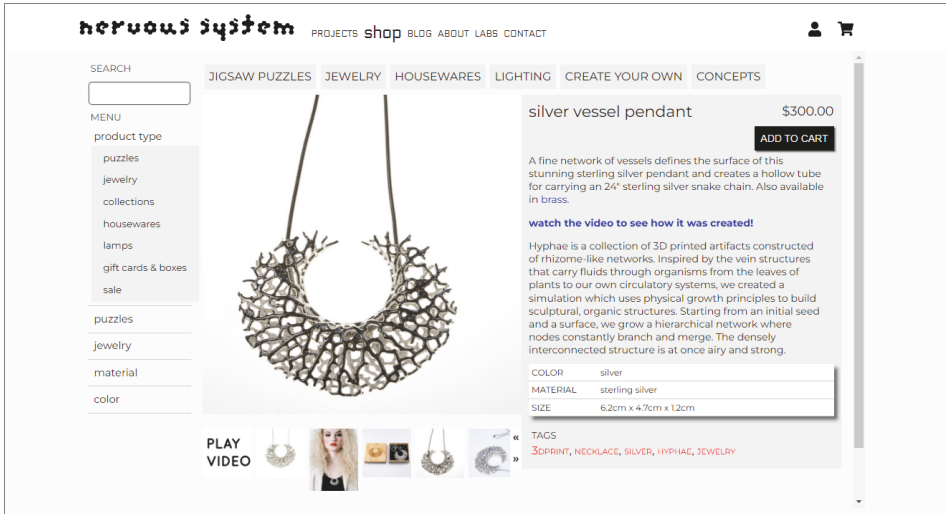 nervous system
PROJECTS shop BLOG ABOUT LABS CONTACT
SEARCH
MENU
product type
puzzles
jewelry
collections
housewares
lamps
gift cards & boxes
sale
puzzles
jewelry
material
color
JIGSAW PUZZLES JEWELRY HOUSEWARES LIGHTING CREATE YOUR OWN CONCEPTS
PLAY
VIDEO
«
»
silver vessel pendant $300.00
ADD TO CART
A fine network of vessels defines the surface of this
stunning sterling silver pendant and creates a hollow tube
for carrying an 24" sterling silver snake chain. Also available
in brass.
watch the video to see how it was created!
Hyphae is a collection of 3D printed artifacts constructed
of rhizome-like networks. Inspired by the vein structures
that carry fluids through organisms from the leaves of
plants to our own circulatory systems, we created a
simulation which uses physical growth principles to build
sculptural, organic structures. Starting from an initial seed
and a surface, we grow a hierarchical network where
nodes constantly branch and merge. The densely
interconnected structure is at once airy and strong.
COLOR silver
MATERIAL sterling silver
SIZE 6.2cm x 4.7cm x 1.2cm
TAGS
3DPRINT, NECKLACE, SILVER, HYPHAE, JEWELRY